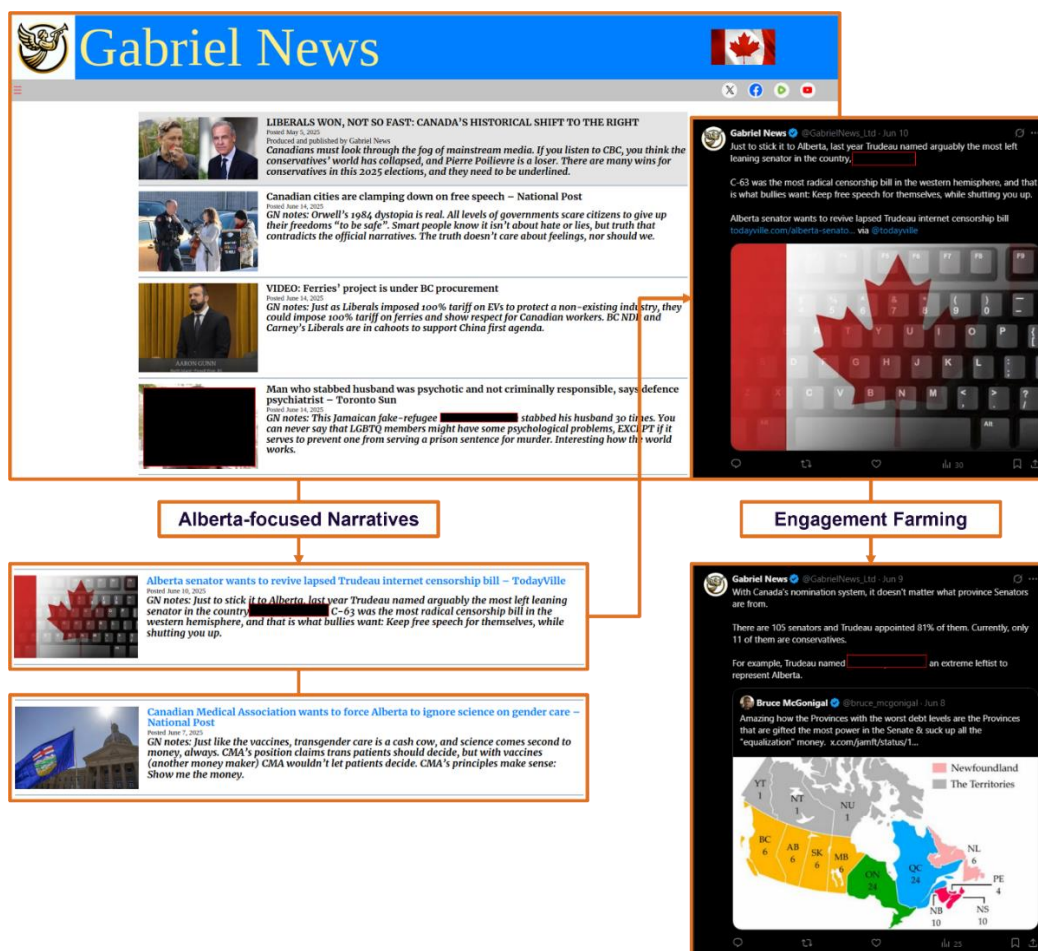 Gabriel News
LIBERALS WON, NOT SO FAST: CANADA'S HISTORICAL SHIFT TO THE RIGHT
Posted May 5, 2025
Produced and published by Gabriel News
Canadians must look through the fog of mainstream media. If you listen to CBC, you think the
conservatives' world has collapsed, and Pierre Poilievre is a loser. There are many wins for
conservatives in this 2025 elections, and they need to be underlined.
Canadian cities are clamping down on free speech – National Post
Posted June 14, 2025
GN notes: Orwell's 1984 dystopia is real. All levels of governments scare citizens to give up
their freedoms "to be safe". Smart people know it isn't about hate or lies, but truth that
contradicts the official narratives. The truth doesn't care about feelings, nor should we.
VIDEO: Ferries' project is under BC procurement
Posted June 14, 2025
GN notes: Just as Liberals imposed 100% tariff on EVs to protect a non-existing industry, they
could impose 100% tariff on ferries and show respect for Canadian workers. BC NDP and
Carney's Liberals are in cahoots to support China first agenda.
AARON GUNN
Man who stabbed husband was psychotic and not criminally responsible, says defence
psychiatrist – Toronto Sun
Posted June 14, 2025
GN notes: This Jamaican fake-refugee stabbed his husband 30 times. You
can never say that LGBTQ members might have some psychological problems, EXCEPT if it
serves to prevent one from serving a prison sentence for murder. Interesting how the world
works.
Gabriel News @GabrielNews_Ltd · Jun 10
Just to stick it to Alberta, last year Trudeau named arguably the most left
leaning senator in the country,
C-63 was the most radical censorship bill in the western hemisphere, and that
is what bullies want: Keep free speech for themselves, while shutting you up.
Alberta senator wants to revive lapsed Trudeau internet censorship bill
todayville.com/alberta-senato... via @todayville
30
Alberta-focused Narratives
Engagement Farming
Alberta senator wants to revive lapsed Trudeau internet censorship bill – TodayVille
Posted June 10, 2025
GN notes: Just to stick it to Alberta, last year Trudeau named arguably the most left leaning
senator in the country C-63 was the most radical censorship bill in the
western hemisphere, and that is what bullies want: Keep free speech for themselves, while
shutting you up.
Canadian Medical Association wants to force Alberta to ignore science on gender care –
National Post
Posted June 7, 2025
GN notes: Just like the vaccines, transgender care is a cash cow, and science comes second to
money, always. CMA's position claims trans patients should decide, but with vaccines
(another money maker) CMA wouldn't let patients decide. CMA's principles make sense:
Show me the money.
Gabriel News @GabrielNews_Ltd · Jun 9
With Canada's nomination system, it doesn't matter what province Senators
are from.
There are 105 senators and Trudeau appointed 81% of them. Currently, only
11 of them are conservatives.
For example, Trudeau named an extreme leftist to
represent Alberta.
Bruce McGonigal @bruce_mcgonigal · Jun 8
Amazing how the Provinces with the worst debt levels are the Provinces
that are gifted the most power in the Senate & suck up all the
"equalization" money. x.com/jamft/status/1...
Newfoundland
The Territories
YT
1
NT
1
NU
1
BC
6
AB
6
SK
6
MB
6
ON
24
QC
24
NL
6
PE
4
NB
10
NS
10
25